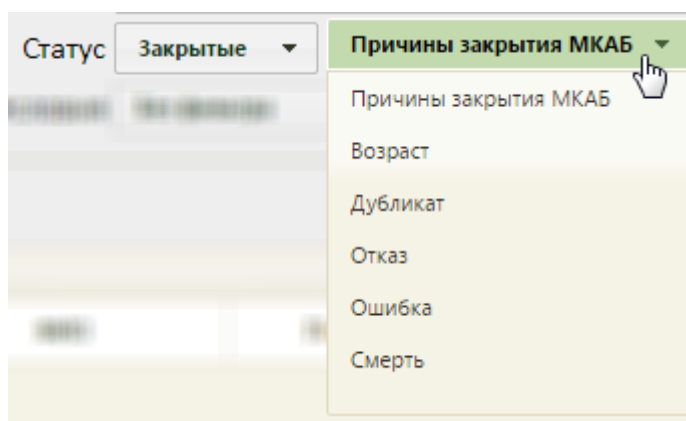 Статус Закрытые Причины закрытия МКАБ
Причины закрытия МКАБ
Возраст
Дубликат
Отказ
Ошибка
Смерть